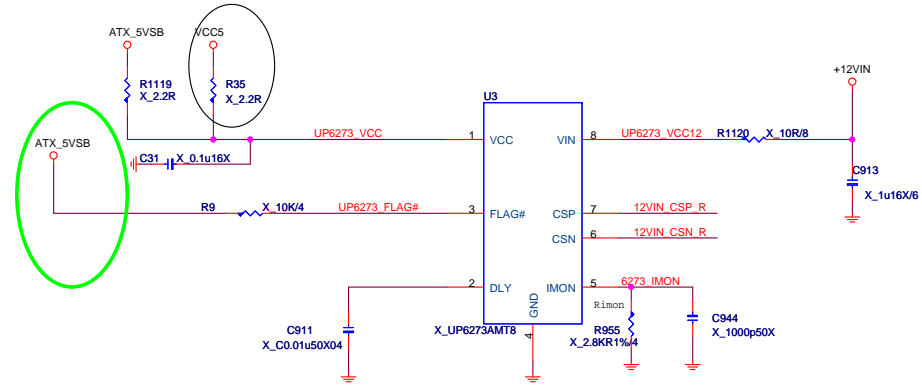 ATX_5VSB
VCC5
R1119
X_2.2R
R35
X_2.2R
U3
+12VIN
UP6273_VCC
1
VCC
VIN
8
UP6273_VCC12
R1120
X_10R/8
ATX_5VSB
C31
X_0.1u16X
C913
X_1u16X/6
R9
X_10K/4
UP6273_FLAG#
3
FLAG#
CSP
7
12VIN_CSP_R
CSN
6
12VIN_CSN_R
2
DLY
IMON
5
6273_IMON
GND
4
Rimon
C911
X_C0.01u50X04
X_UP6273AMT8
R955
X_2.8KR1%/4
C944
X_1000p50X